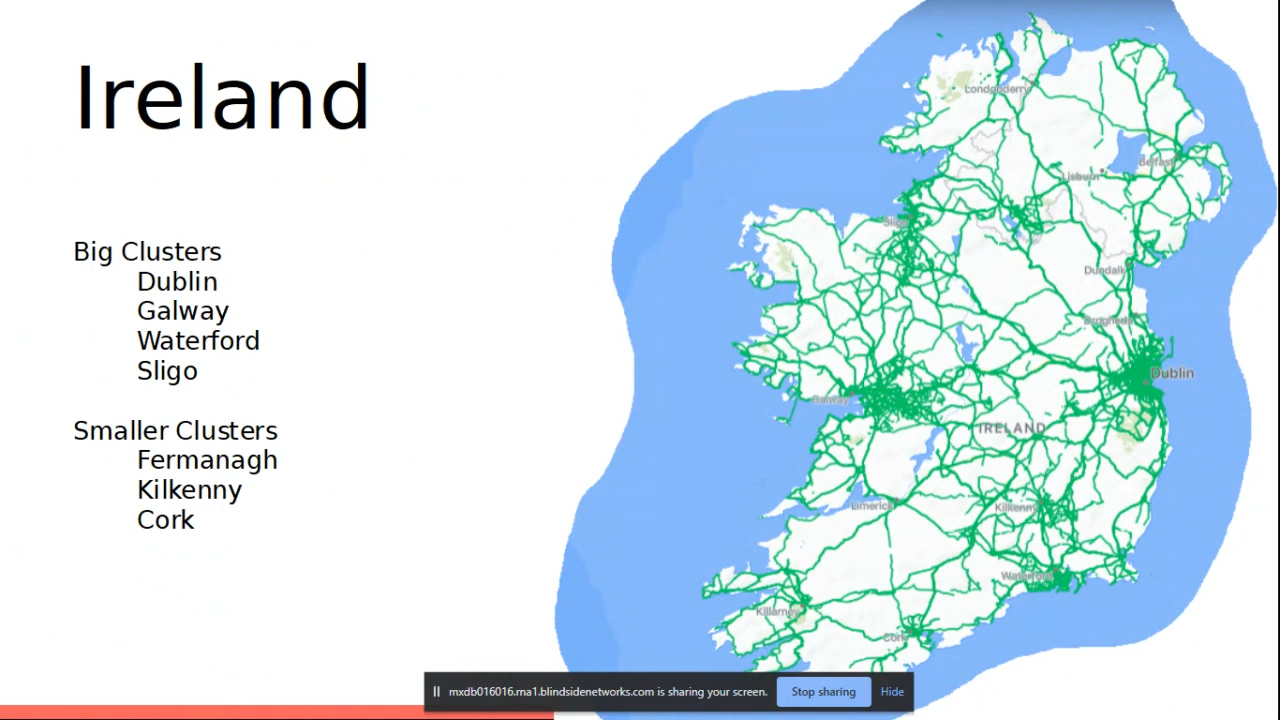 Ireland
Big Clusters
Dublin
Galway
Waterford
Sligo
Smaller Clusters
Fermanagh
Kilkenny
Cork
Londonderry
Belfast
Lisburn
Sligo
Dundalk
Drogheda
Dublin
Galway
IRELAND
Limerick
Kilkenny
Waterford
Killarney
Cork
mxdb016016.ma1.blindsidenetworks.com is sharing your screen.
Stop sharing
Hide